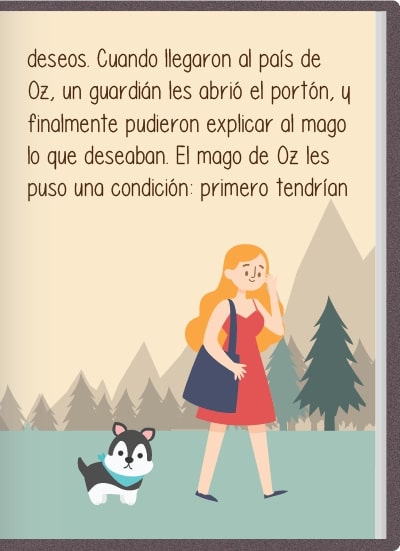 deseos. Cuando llegaron al país de
Oz, un guardián les abrió el portón, y
finalmente pudieron explicar al mago
lo que deseaban. El mago de Oz les
puso una condición: primero tendrían